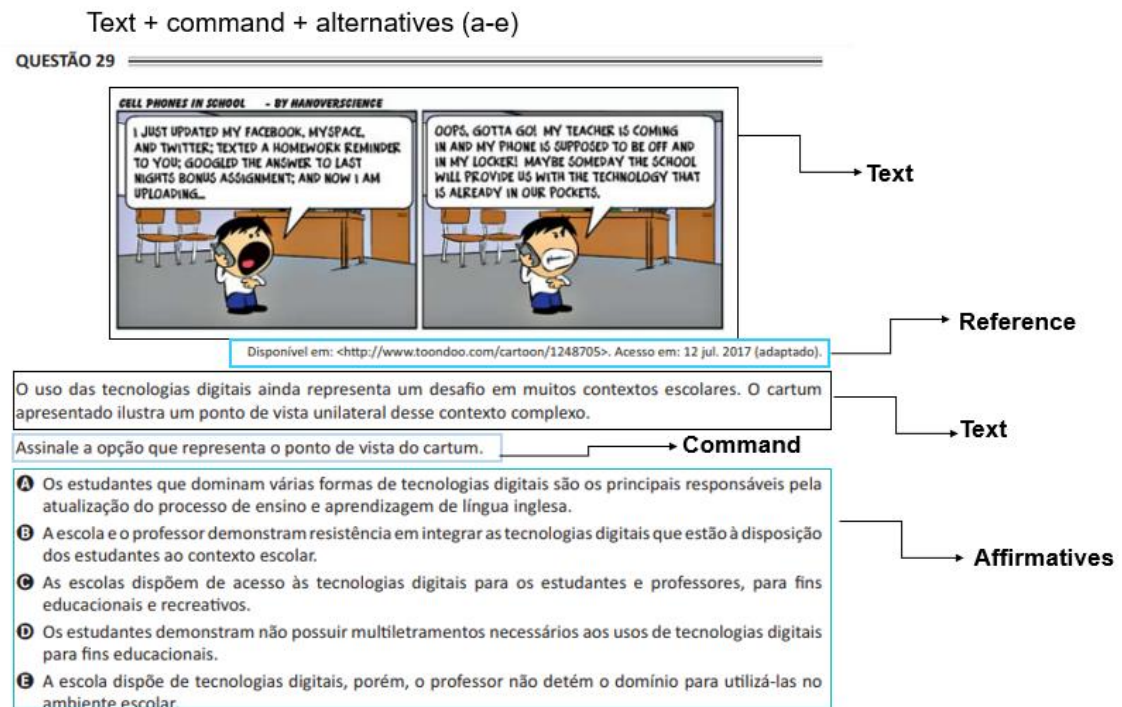 Text + command + alternatives (a-e)
QUESTÃO 29
CELL PHONES IN SCHOOL - BY HANOVERSCIENCE
I JUST UPDATED MY FACEBOOK, MYSPACE,
AND TWITTER; TEXTED A HOMEWORK REMINDER
TO YOU; GOOGLED THE ANSWER TO LAST
NIGHTS BONUS ASSIGNMENT; AND NOW I AM
UPLOADING...
OOPS, GOTTA GO! MY TEACHER IS COMING
IN AND MY PHONE IS SUPPOSED TO BE OFF AND
IN MY LOCKER! MAYBE SOMEDAY THE SCHOOL
WILL PROVIDE US WITH THE TECHNOLOGY THAT
IS ALREADY IN OUR POCKETS.
Text
Reference
Disponível em: <http://www.toondoo.com/cartoon/1248705>. Acesso em: 12 jul. 2017 (adaptado).
O uso das tecnologias digitais ainda representa um desafio em muitos contextos escolares. O cartum
apresentado ilustra um ponto de vista unilateral desse contexto complexo.
Text
Assinale a opção que representa o ponto de vista do cartum.
Command
A Os estudantes que dominam várias formas de tecnologias digitais são os principais responsáveis pela
atualização do processo de ensino e aprendizagem de língua inglesa.
B A escola e o professor demonstram resistência em integrar as tecnologias digitais que estão à disposição
dos estudantes ao contexto escolar.
Affirmatives
C As escolas dispõem de acesso às tecnologias digitais para os estudantes e professores, para fins
educacionais e recreativos.
D Os estudantes demonstram não possuir multiletramentos necessários aos usos de tecnologias digitais
para fins educacionais.
E A escola dispõe de tecnologias digitais, porém, o professor não detém o domínio para utilizá-las no
ambiente escolar.